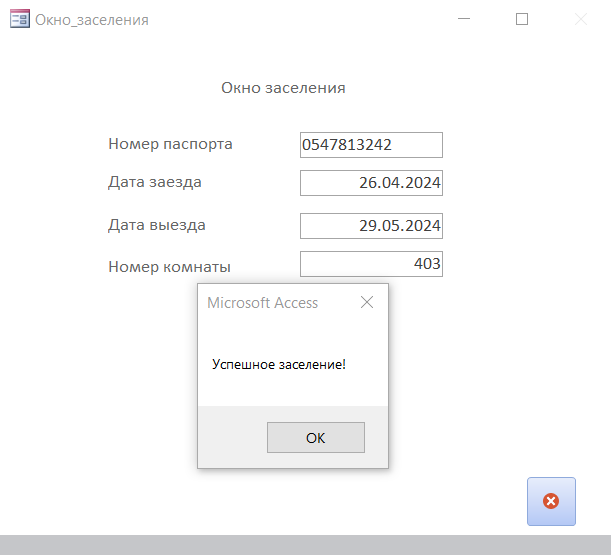 Окно_заселения
Окно заселения
Номер паспорта 0547813242
Дата заезда 26.04.2024
Дата выезда 29.05.2024
Номер комнаты 403
Microsoft Access
Успешное заселение!
ОК